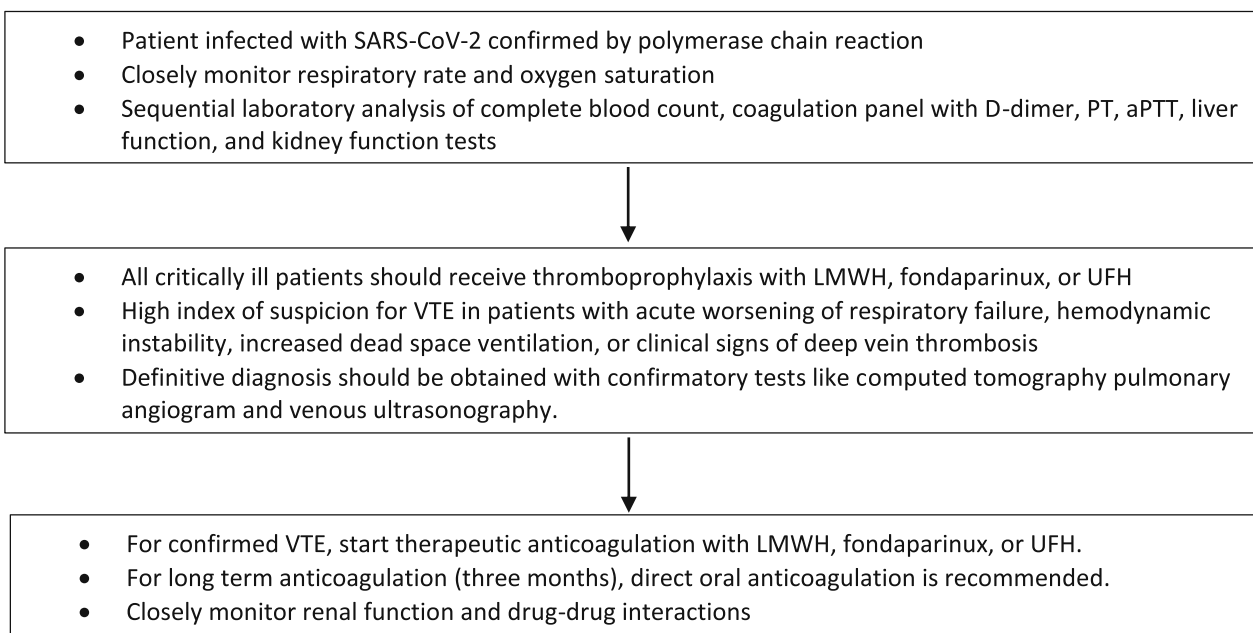 • Patient infected with SARS-CoV-2 confirmed by polymerase chain reaction
• Closely monitor respiratory rate and oxygen saturation
• Sequential laboratory analysis of complete blood count, coagulation panel with D-dimer, PT, aPTT, liver
function, and kidney function tests
• All critically ill patients should receive thromboprophylaxis with LMWH, fondaparinux, or UFH
• High index of suspicion for VTE in patients with acute worsening of respiratory failure, hemodynamic
instability, increased dead space ventilation, or clinical signs of deep vein thrombosis
• Definitive diagnosis should be obtained with confirmatory tests like computed tomography pulmonary
angiogram and venous ultrasonography.
• For confirmed VTE, start therapeutic anticoagulation with LMWH, fondaparinux, or UFH.
• For long term anticoagulation (three months), direct oral anticoagulation is recommended.
• Closely monitor renal function and drug-drug interactions